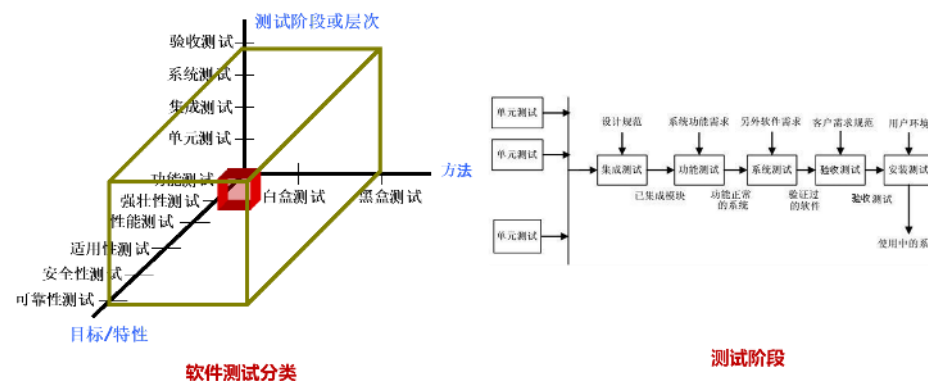 测试阶段或层次
验收测试
系统测试
集成测试
单元测试
功能测试
强壮性测试
性能测试
适用性测试
安全性测试
可靠性测试
目标/特性
白盒测试
黑盒测试
方法
软件测试分类
单元测试
单元测试
单元测试
设计规范
系统功能需求
另外软件需求
客户需求规范
用户环境
集成测试
功能测试
系统测试
验收测试
安装测试
已集成模块
功能正常
的系统
验证过
的软件
验收测试
使用中的系
测试阶段